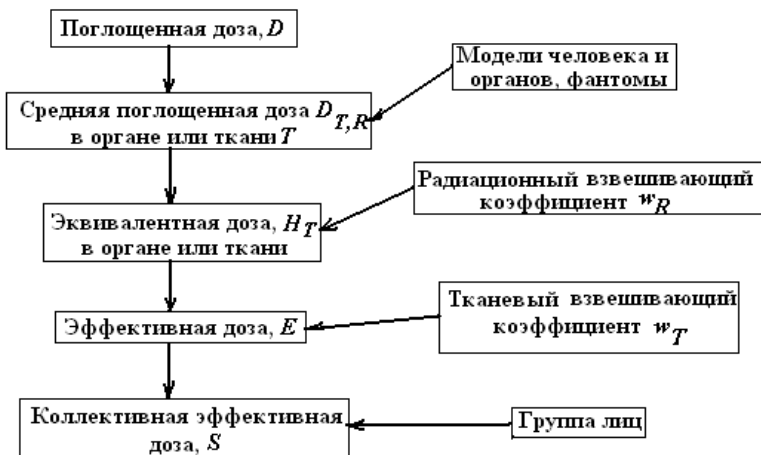 Поглощенная доза, D
Модели человека и
органов, фантомы
Средняя поглощенная доза D_{T,R}
в органе или ткани T
Радиационный взвешивающий
коэффициент w_R
Эквивалентная доза, H_T
в органе или ткани
Тканевый взвешивающий
коэффициент w_T
Эффективная доза, E
Коллективная эффективная
доза, S
Группа лиц